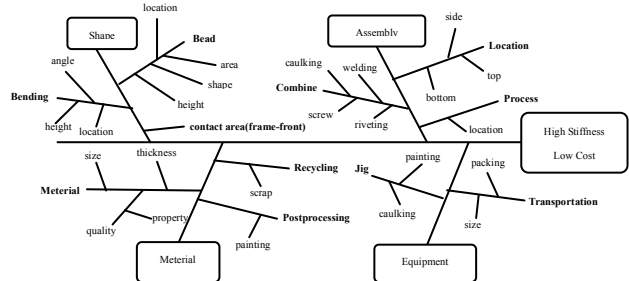 location
Shape
Bead
angle
area
shape
Bending
height
height
location
contact area(frame-front)
Assembly
side
Location
caulking
welding
top
Combine
bottom
Process
screw
riveting
location
High Stiffness
Low Cost
size
thickness
Recycling
Meterial
scrap
property
Postprocessing
quality
painting
Meterial
painting
packing
Jig
Transportation
caulking
size
Equipment